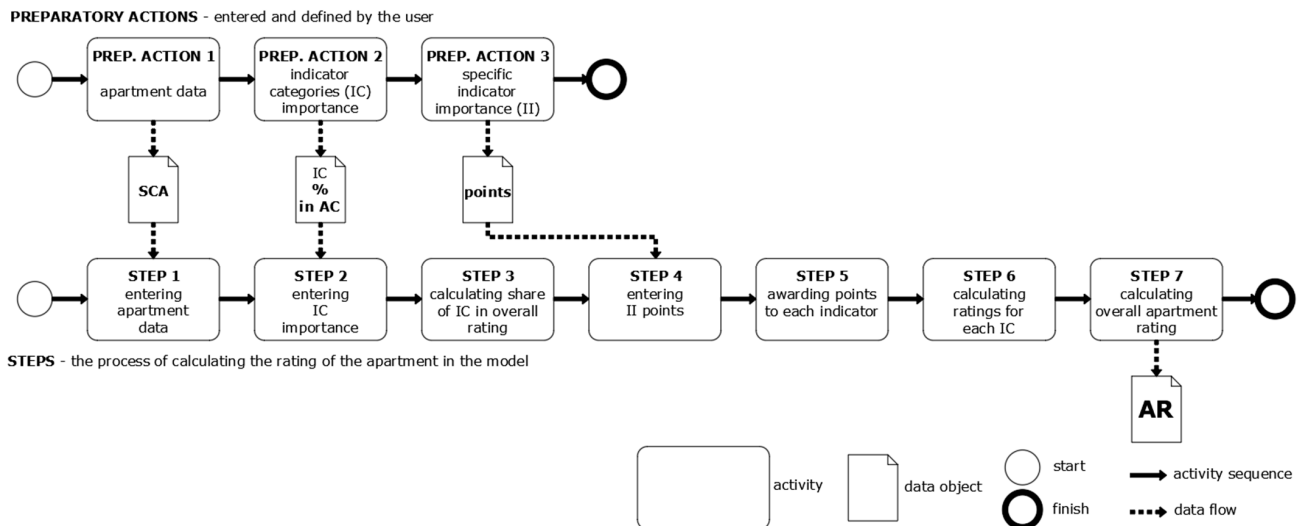 PREPARATORY ACTIONS - entered and defined by the user
PREP. ACTION 1
apartment data
PREP. ACTION 2
indicator
categories (IC)
importance
PREP. ACTION 3
specific
indicator
importance (II)
SCA
IC
%
in AC
points
STEP 1
entering
apartment
data
STEP 2
entering
IC
importance
STEP 3
calculating share
of IC in overall
rating
STEP 4
entering
II points
STEP 5
awarding points
to each indicator
STEP 6
calculating
ratings for
each IC
STEP 7
calculating
overall apartment
rating
STEPS - the process of calculating the rating of the apartment in the model
AR
activity
data object
start
finish
activity sequence
data flow